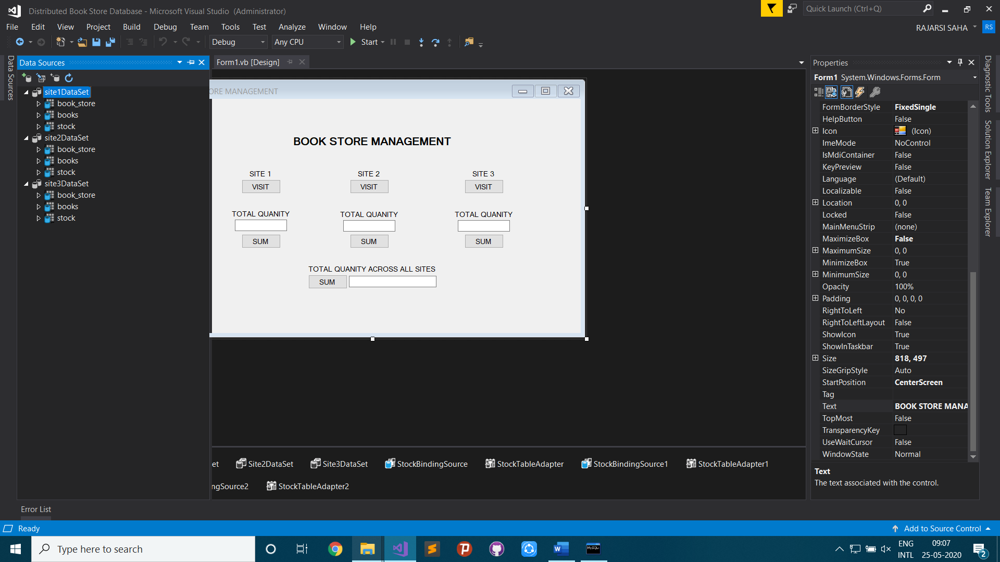 Distributed Book Store Database - Microsoft Visual Studio (Administrator)
Quick Launch (Ctrl+Q)
File Edit View Project Build Debug Team Tools Test Analyze Window Help
RAJARSI SAHA RS
Debug Any CPU Start
Data Sources
Data Sources
site1DataSet
book_store
books
stock
site2DataSet
book_store
books
stock
site3DataSet
book_store
books
stock
Form1.vb [Design]
ORE MANAGEMENT
BOOK STORE MANAGEMENT
SITE 1 SITE 2 SITE 3
VISIT VISIT VISIT
TOTAL QUANITY TOTAL QUANITY TOTAL QUANITY
SUM SUM SUM
TOTAL QUANITY ACROSS ALL SITES
SUM
et Site2DataSet Site3DataSet StockBindingSource StockTableAdapter StockBindingSource1 StockTableAdapter1
ngSource2 StockTableAdapter2
Properties
Form1 System.Windows.Forms.Form
FormBorderStyle FixedSingle
HelpButton False
Icon (Icon)
ImeMode NoControl
IsMdiContainer False
KeyPreview False
Language (Default)
Localizable False
Location 0, 0
Locked False
MainMenuStrip (none)
MaximizeBox False
MaximumSize 0, 0
MinimizeBox True
MinimumSize 0, 0
Opacity 100%
Padding 0, 0, 0, 0
RightToLeft No
RightToLeftLayout False
ShowIcon True
ShowInTaskbar True
Size 818, 497
SizeGripStyle Auto
StartPosition CenterScreen
Tag
Text BOOK STORE MANA
TopMost False
TransparencyKey
UseWaitCursor False
WindowState Normal
Text
The text associated with the control.
Diagnostic Tools
Solution Explorer
Team Explorer
Error List
Ready
Add to Source Control
Type here to search
MySQL
ENG
INTL
09:07
25-05-2020
2